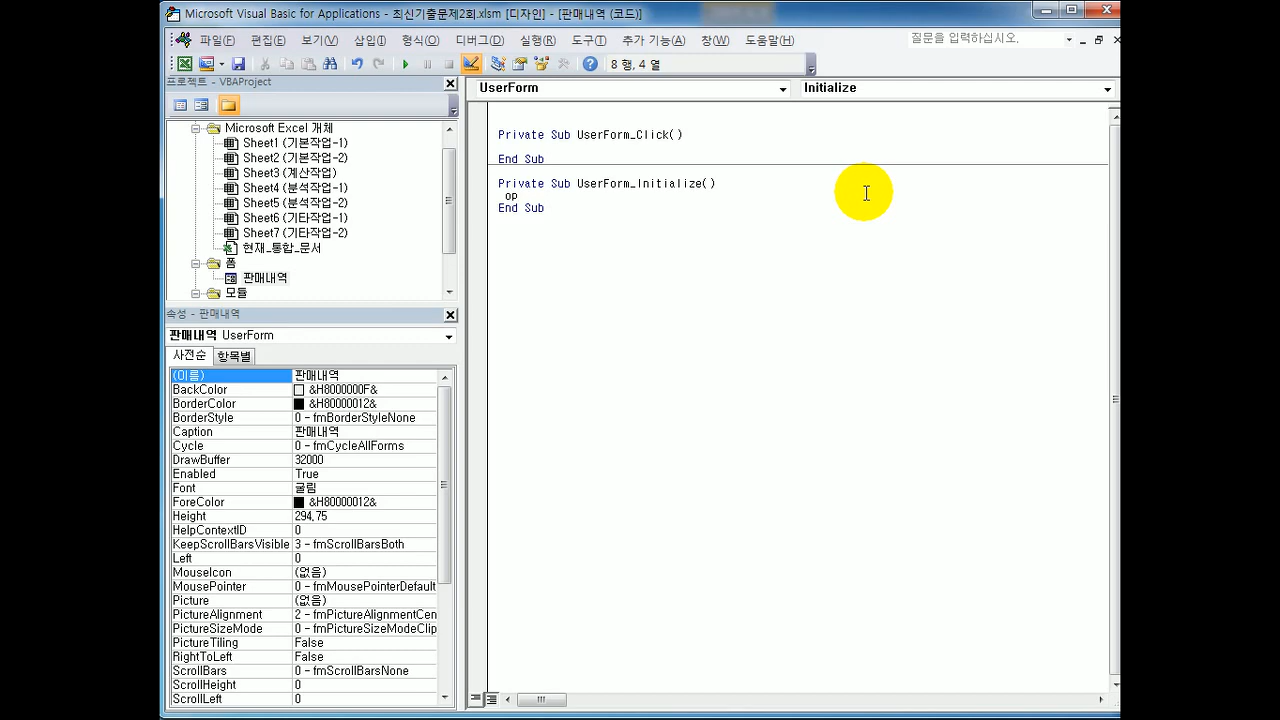 Microsoft Visual Basic for Applications - 최신기출문제2회.xlsm [디자인] - [판매내역 (코드)]
파일(F) 편집(E) 보기(V) 삽입(I) 형식(O) 디버그(D) 실행(R) 도구(T) 추가 기능(A) 창(W) 도움말(H) 질문을 입력하십시오.
8 행, 4 열
프로젝트 - VBAProject
UserForm Initialize
Microsoft Excel 개체
Sheet1 (기본작업-1)
Sheet2 (기본작업-2)
Sheet3 (계산작업)
Sheet4 (분석작업-1)
Sheet5 (분석작업-2)
Sheet6 (기타작업-1)
Sheet7 (기타작업-2)
현재_통합_문서
폼
판매내역
모듈
Private Sub UserForm_Click()
End Sub
Private Sub UserForm_Initialize()
op
End Sub
속성 - 판매내역
판매내역 UserForm
사전순 항목별
(이름) 판매내역
BackColor &H8000000F&
BorderColor &H80000012&
BorderStyle 0 - fmBorderStyleNone
Caption 판매내역
Cycle 0 - fmCycleAllForms
DrawBuffer 32000
Enabled True
Font 굴림
ForeColor &H80000012&
Height 294.75
HelpContextID 0
KeepScrollBarsVisible 3 - fmScrollBarsBoth
Left 0
MouseIcon (없음)
MousePointer 0 - fmMousePointerDefault
Picture (없음)
PictureAlignment 2 - fmPictureAlignmentCen
PictureSizeMode 0 - fmPictureSizeModeClip
PictureTiling False
RightToLeft False
ScrollBars 0 - fmScrollBarsNone
ScrollHeight 0
ScrollLeft 0